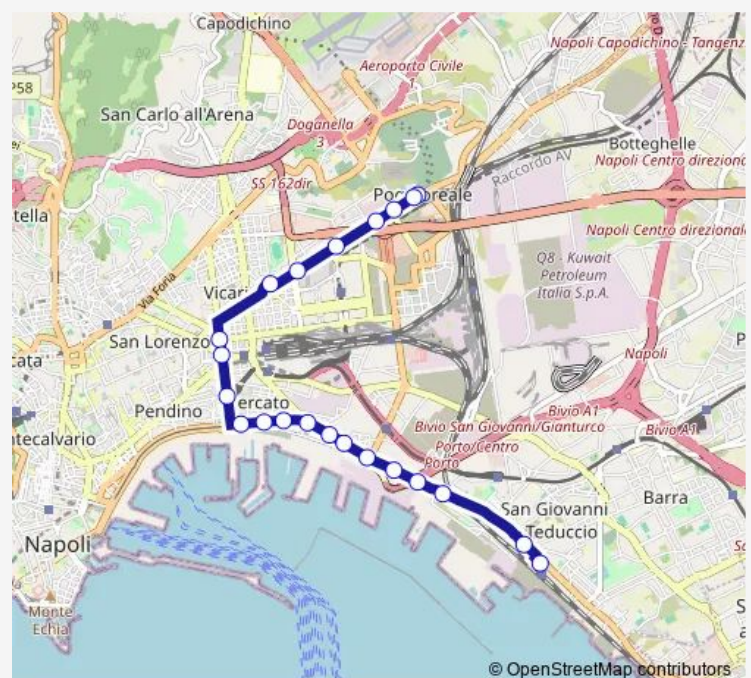 Capodichino
Napoli Capodichino - Tangenz
Aeroporto Civile
1
P58
San Carlo all'Arena
Doganella
3
Botteghelle
Napoli Centro direzional
Raccordo AV
SS 162dir
Poggioreale
tella
Napoli Centro direzionale
Via Foria
Q8 - Kuwait
Petroleum
Italia S.p.A.
Vicari
San Lorenzo
cata
Napoli
Pendino
ercato
Bivio A1
ntecalvario
Bivio San Giovanni/Gianturco
Bivio A1
Porto/Centro
Porto
Barra
San Giovanni
Teduccio
Napoli
Monte
Echia
© OpenStreetMap contributors